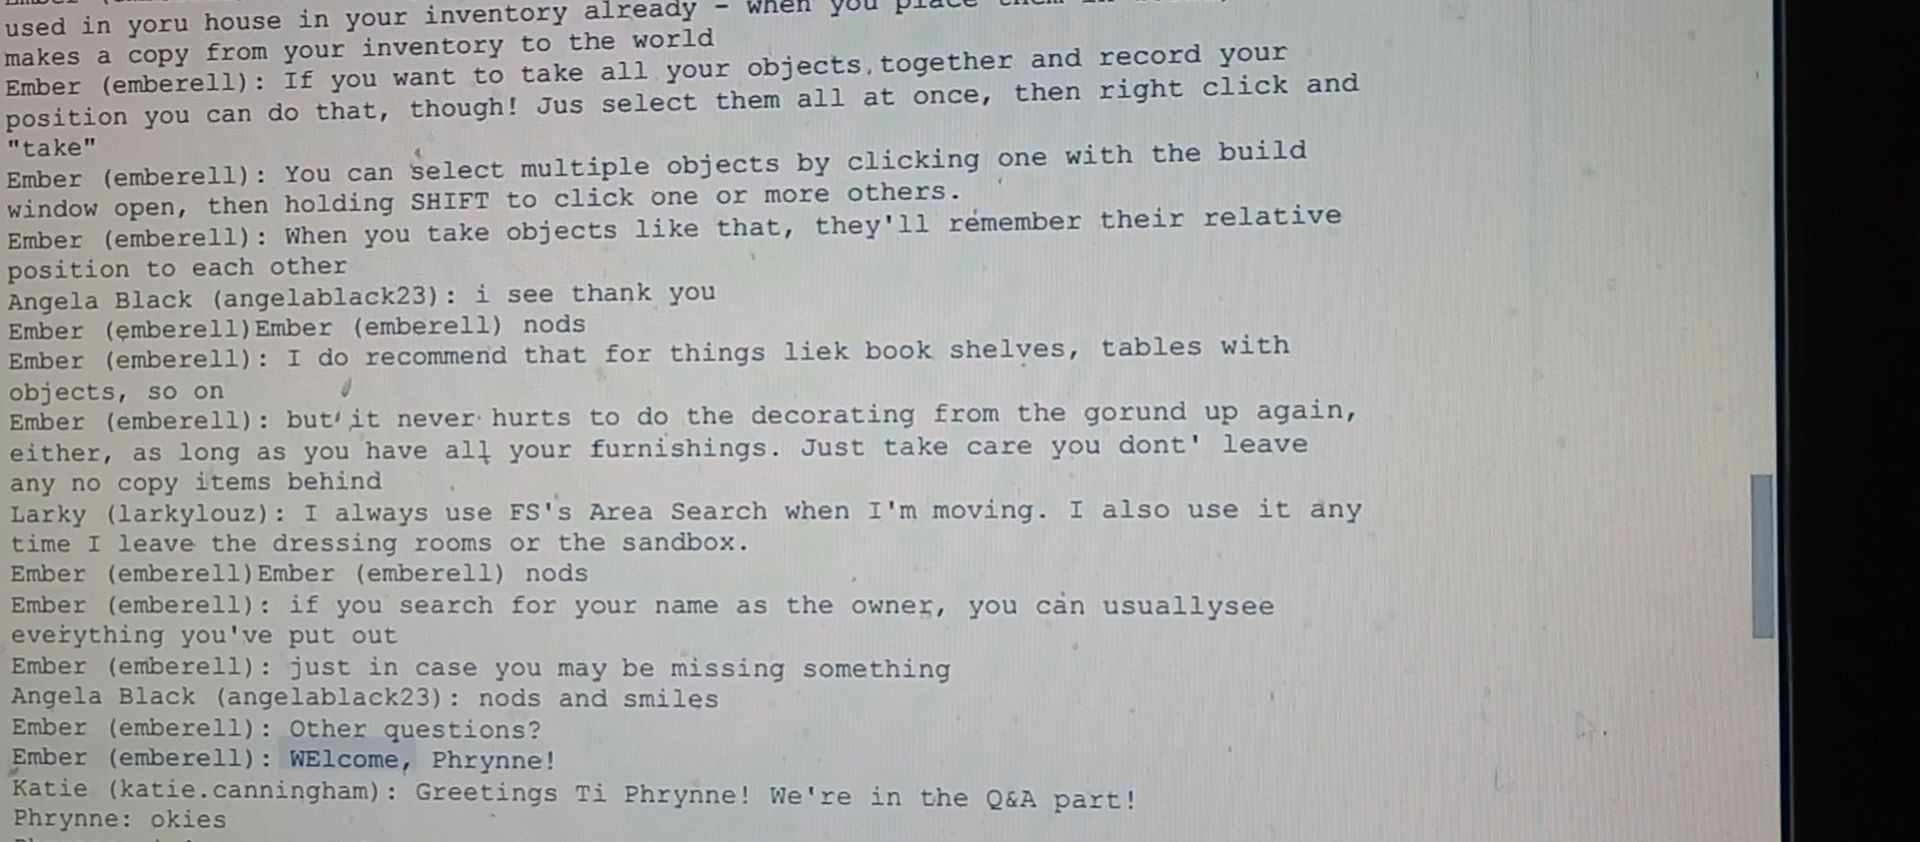 used in yoru house in your inventory already - when you place
makes a copy from your inventory to the world
Ember (emberell): If you want to take all your objects together and record your
position you can do that, though! Jus select them all at once, then right click and
"take"
Ember (emberell): You can select multiple objects by clicking one with the build
window open, then holding SHIFT to click one or more others.
Ember (emberell): When you take objects like that, they'll remember their relative
position to each other
Angela Black (angelablack23): i see thank you
Ember (emberell)Ember (emberell) nods
Ember (emberell): I do recommend that for things liek book shelves, tables with
objects, so on
Ember (emberell): but it never hurts to do the decorating from the gorund up again,
either, as long as you have all your furnishings. Just take care you dont' leave
any no copy items behind
Larky (larkylouz): I always use FS's Area Search when I'm moving. I also use it any
time I leave the dressing rooms or the sandbox.
Ember (emberell)Ember (emberell) nods
Ember (emberell): if you search for your name as the owner, you can usuallysee
everything you've put out
Ember (emberell): just in case you may be missing something
Angela Black (angelablack23): nods and smiles
Ember (emberell): Other questions?
Ember (emberell): WElcome, Phrynne!
Katie (katie.canningham): Greetings Ti Phrynne! We're in the Q&A part!
Phrynne: okies